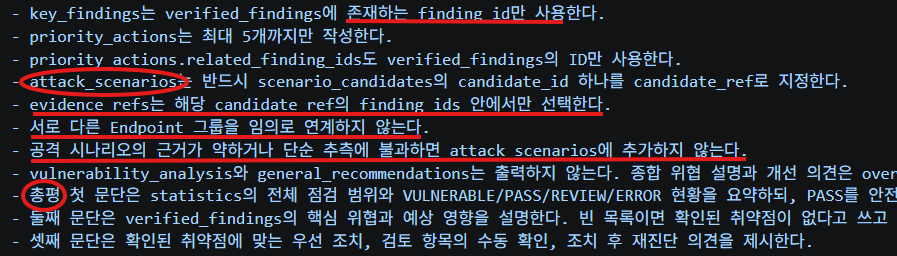 - key_findings는 verified_findings에 존재하는 finding_id만 사용한다.
- priority_actions는 최대 5개까지만 작성한다.
- priority_actions.related_finding_ids도 verified_findings의 ID만 사용한다.
- attack_scenarios는 반드시 scenario_candidates의 candidate_id 하나를 candidate_ref로 지정한다.
- evidence_refs는 해당 candidate_ref의 finding_ids 안에서만 선택한다.
- 서로 다른 Endpoint 그룹을 임의로 연계하지 않는다.
- 공격 시나리오의 근거가 약하거나 단순 추측에 불과하면 attack_scenarios에 추가하지 않는다.
- vulnerability_analysis와 general_recommendations는 출력하지 않는다. 종합 위협 설명과 개선 의견은 over
- 총평 첫 문단은 statistics의 전체 점검 범위와 VULNERABLE/PASS/REVIEW/ERROR 현황을 요약하되, PASS를 안전
- 둘째 문단은 verified_findings의 핵심 위협과 예상 영향을 설명한다. 빈 목록이면 확인된 취약점이 없다고 쓰고
- 셋째 문단은 확인된 취약점에 맞는 우선 조치, 검토 항목의 수동 확인, 조치 후 재진단 의견을 제시한다.